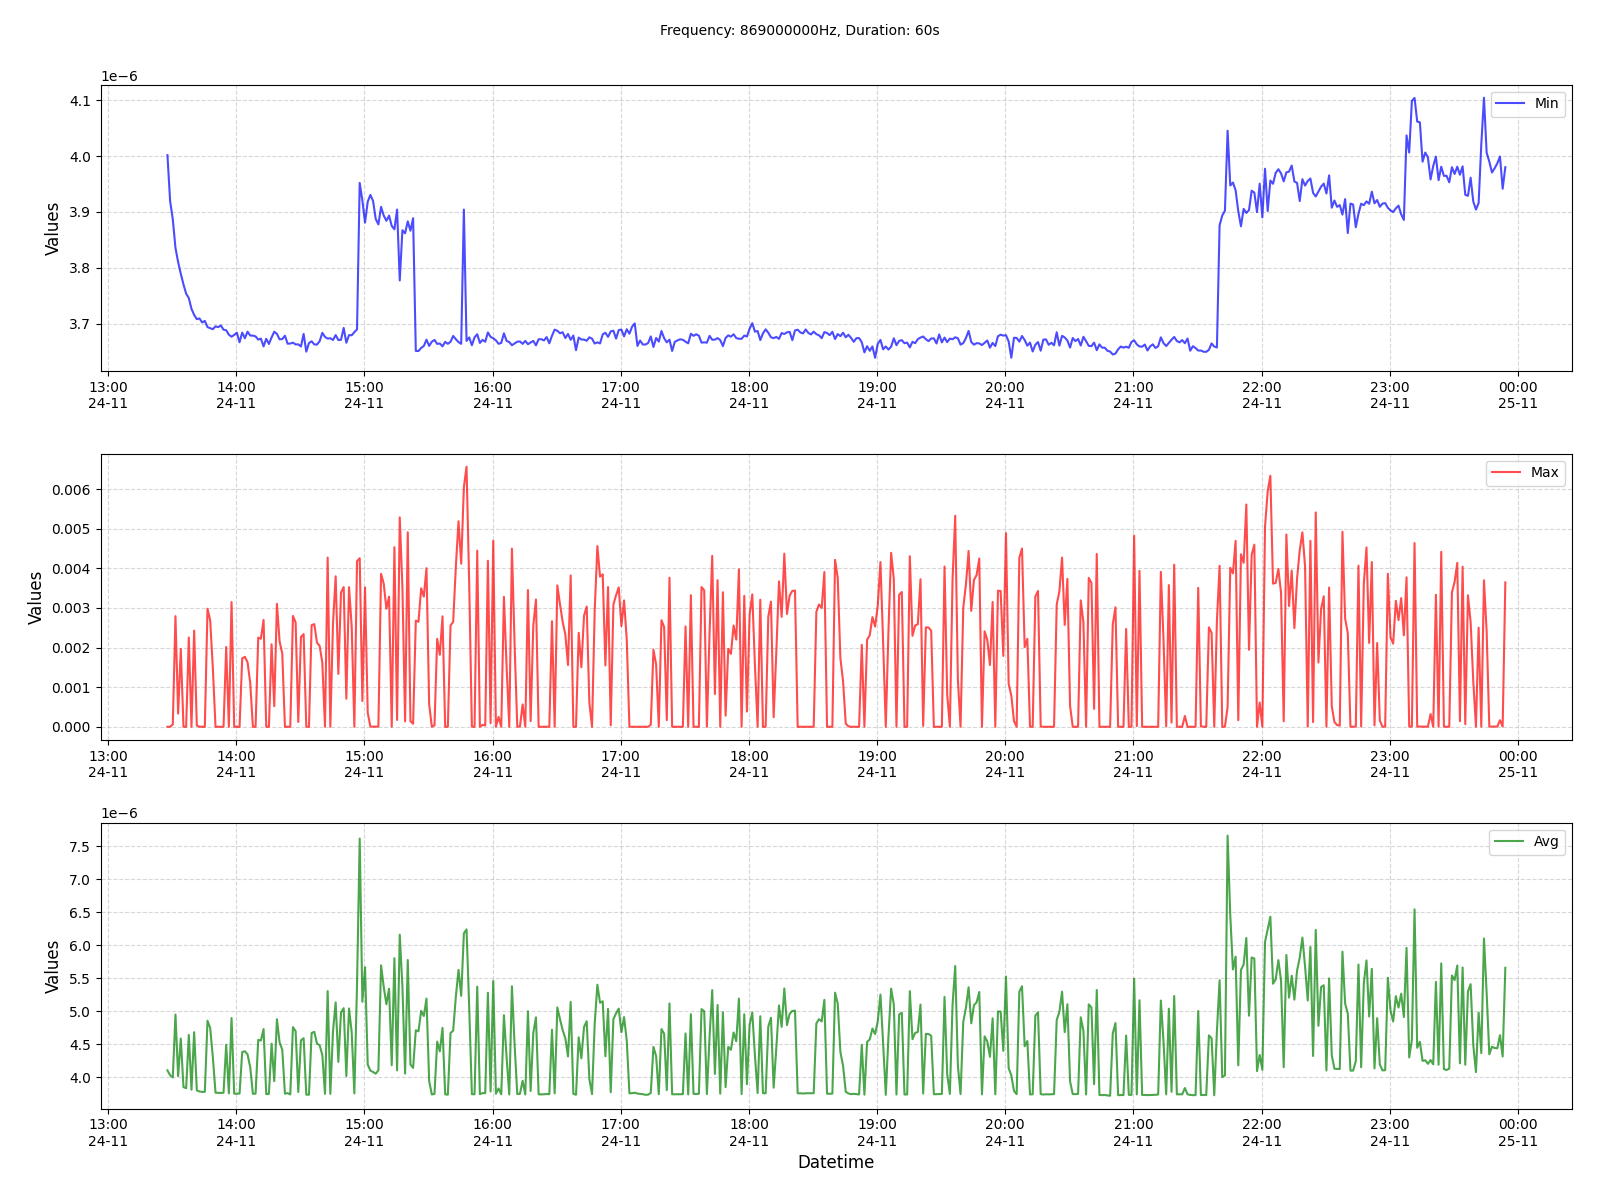 Frequency: 869000000Hz, Duration: 60s
1e−6
4.1
4.0
3.9
3.8
3.7
Values
Min
13:00 14:00 15:00 16:00 17:00 18:00 19:00 20:00 21:00 22:00 23:00 00:00
24-11 24-11 24-11 24-11 24-11 24-11 24-11 24-11 24-11 24-11 24-11 25-11
0.006
0.005
0.004
0.003
0.002
0.001
0.000
Values
Max
13:00 14:00 15:00 16:00 17:00 18:00 19:00 20:00 21:00 22:00 23:00 00:00
24-11 24-11 24-11 24-11 24-11 24-11 24-11 24-11 24-11 24-11 24-11 25-11
1e−6
7.5
7.0
6.5
6.0
5.5
5.0
4.5
4.0
Values
Avg
13:00 14:00 15:00 16:00 17:00 18:00 19:00 20:00 21:00 22:00 23:00 00:00
24-11 24-11 24-11 24-11 24-11 24-11 24-11 24-11 24-11 24-11 24-11 25-11
Datetime